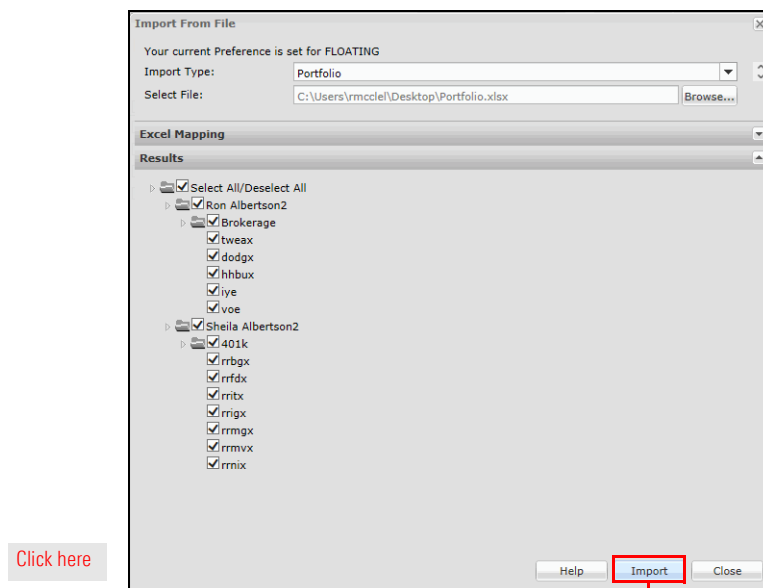 Import From File
Your current Preference is set for FLOATING
Import Type: Portfolio
Select File: C:\Users\rmcclel\Desktop\Portfolio.xlsx Browse...
Excel Mapping
Results
Select All/Deselect All
Ron Albertson2
Brokerage
tweax
dodgx
hhbux
iye
voe
Sheila Albertson2
401k
rrbgx
rrfdx
rritx
rrigx
rrmgx
rrmvx
rrnix
Click here
Help Import Close